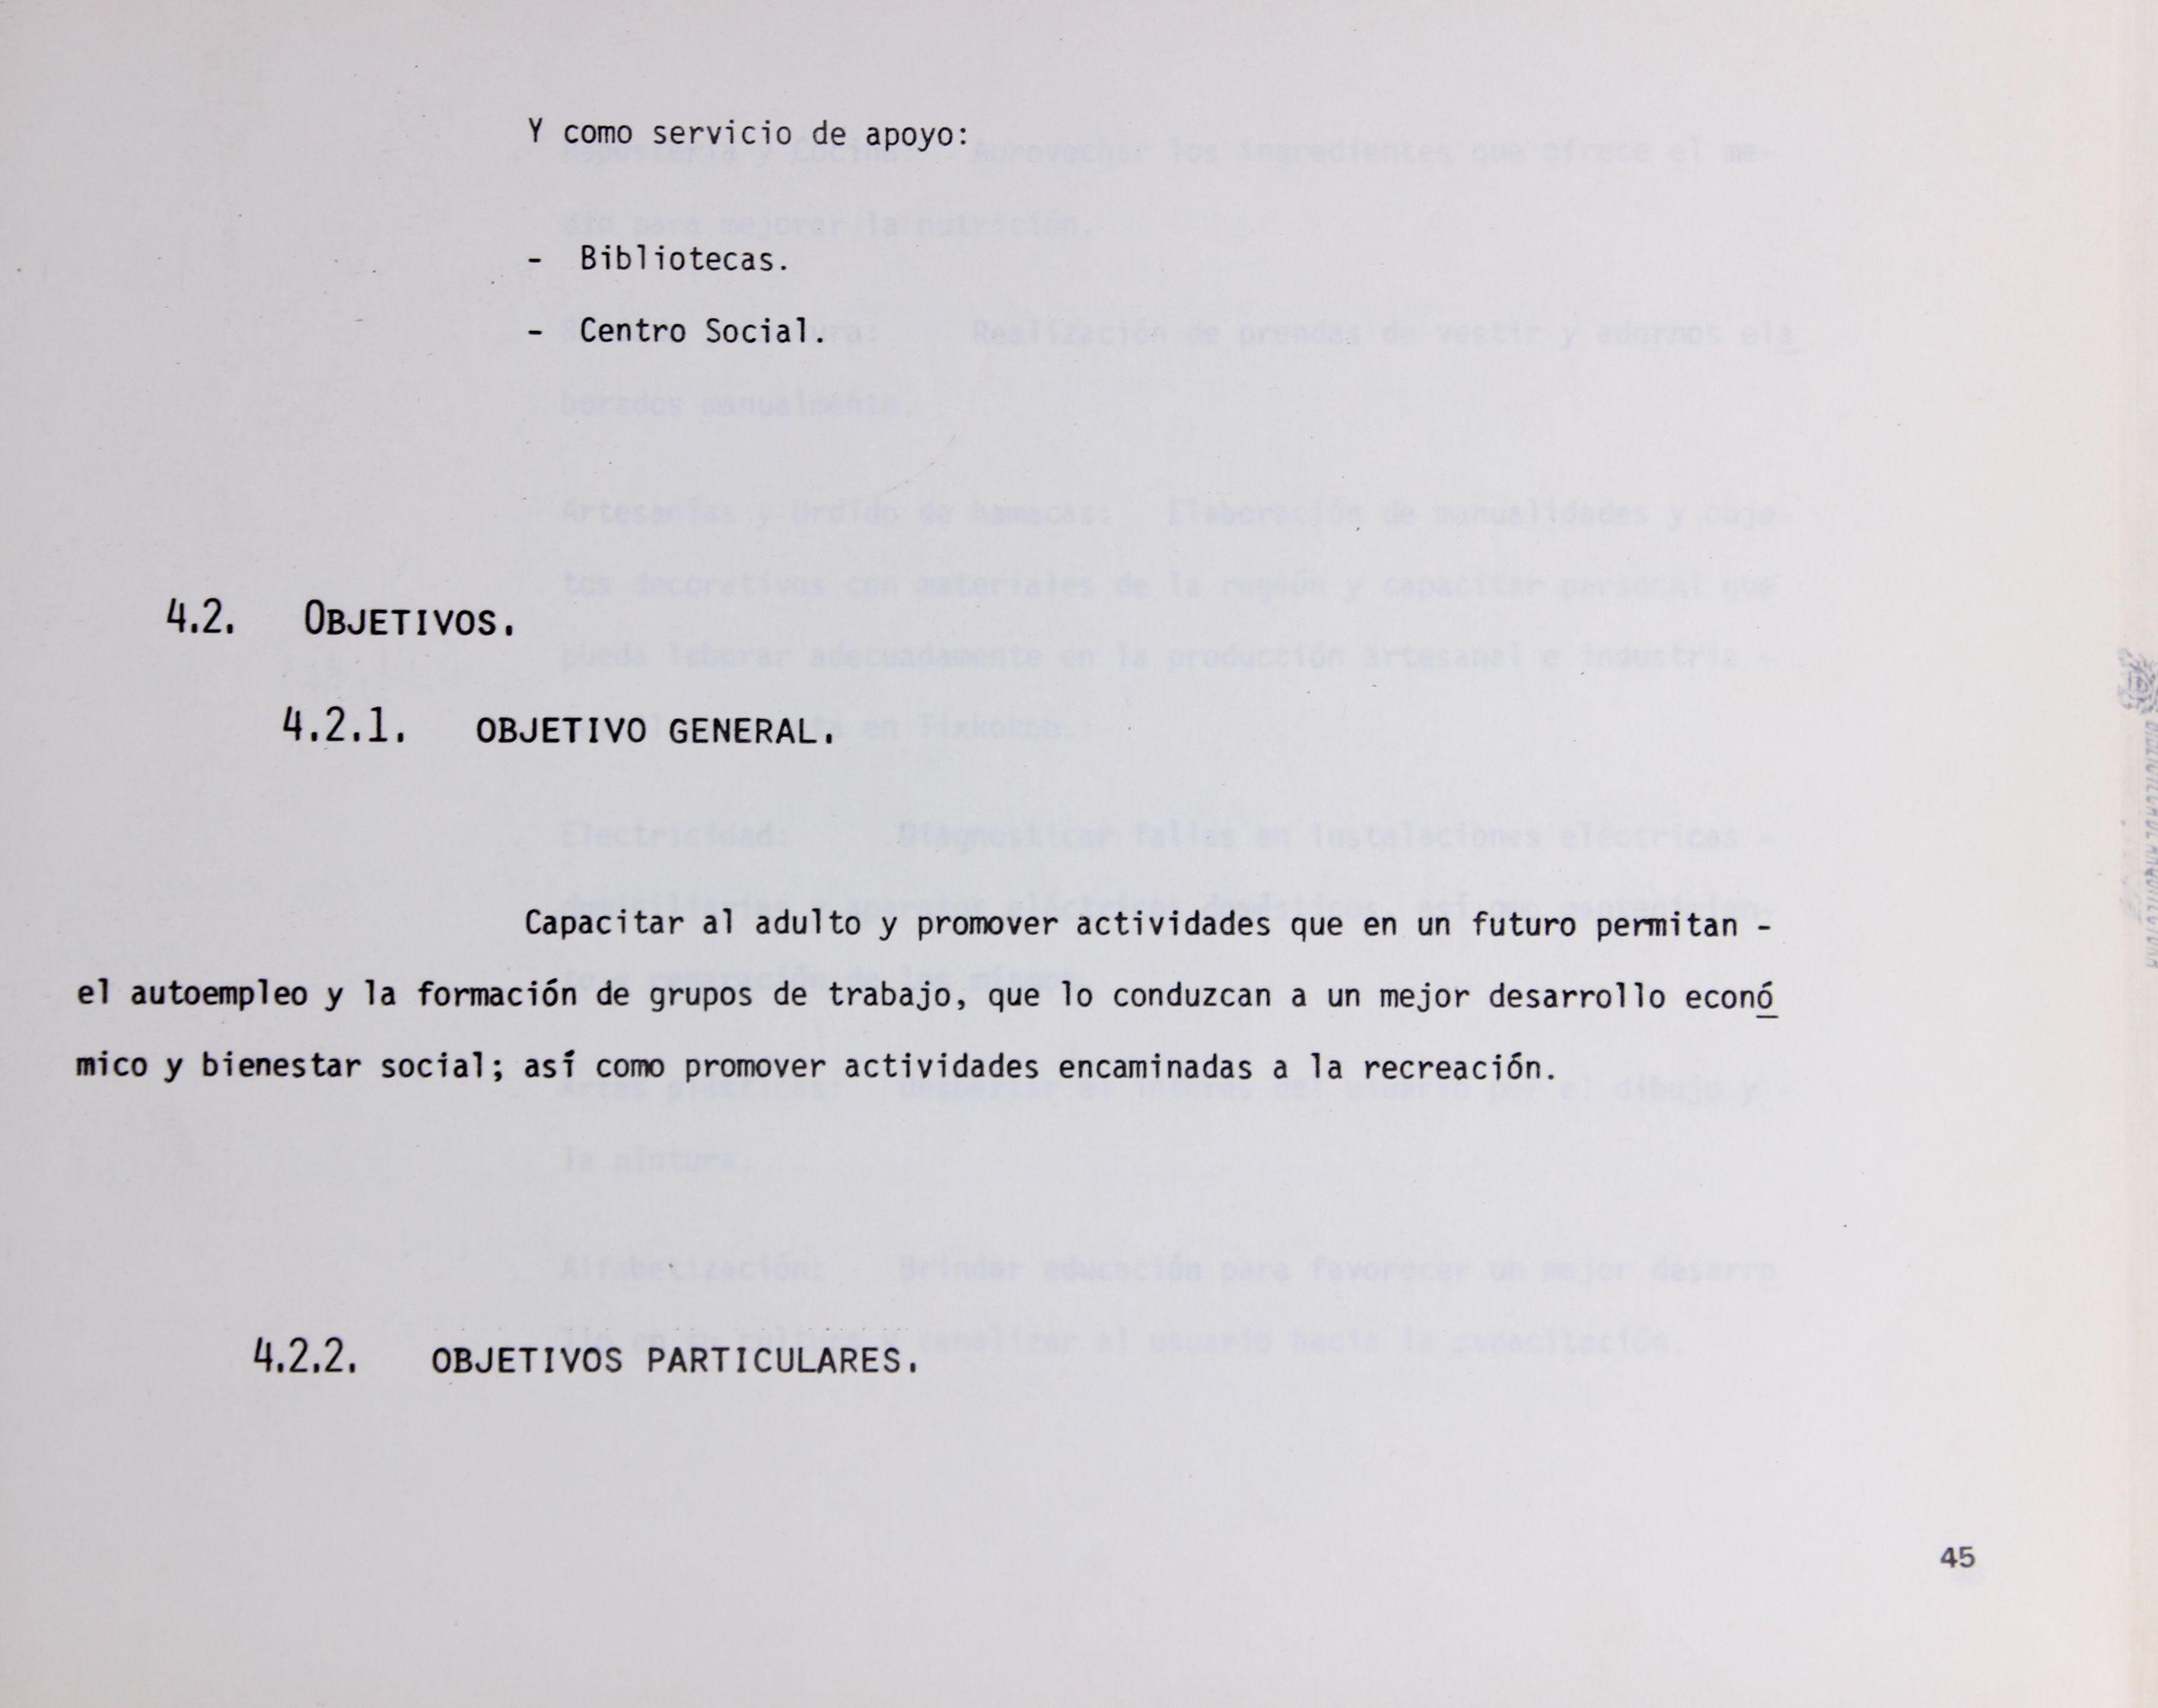 Y como servicio de apoyo:
- Bibliotecas.
- Centro Social.
4.2. OBJETIVOS.
4.2.1. OBJETIVO GENERAL.
Capacitar al adulto y promover actividades que en un futuro permitan -
el autoempleo y la formación de grupos de trabajo, que lo conduzcan a un mejor desarrollo econó
mico y bienestar social; así como promover actividades encaminadas a la recreación.
4.2.2. OBJETIVOS PARTICULARES.
45